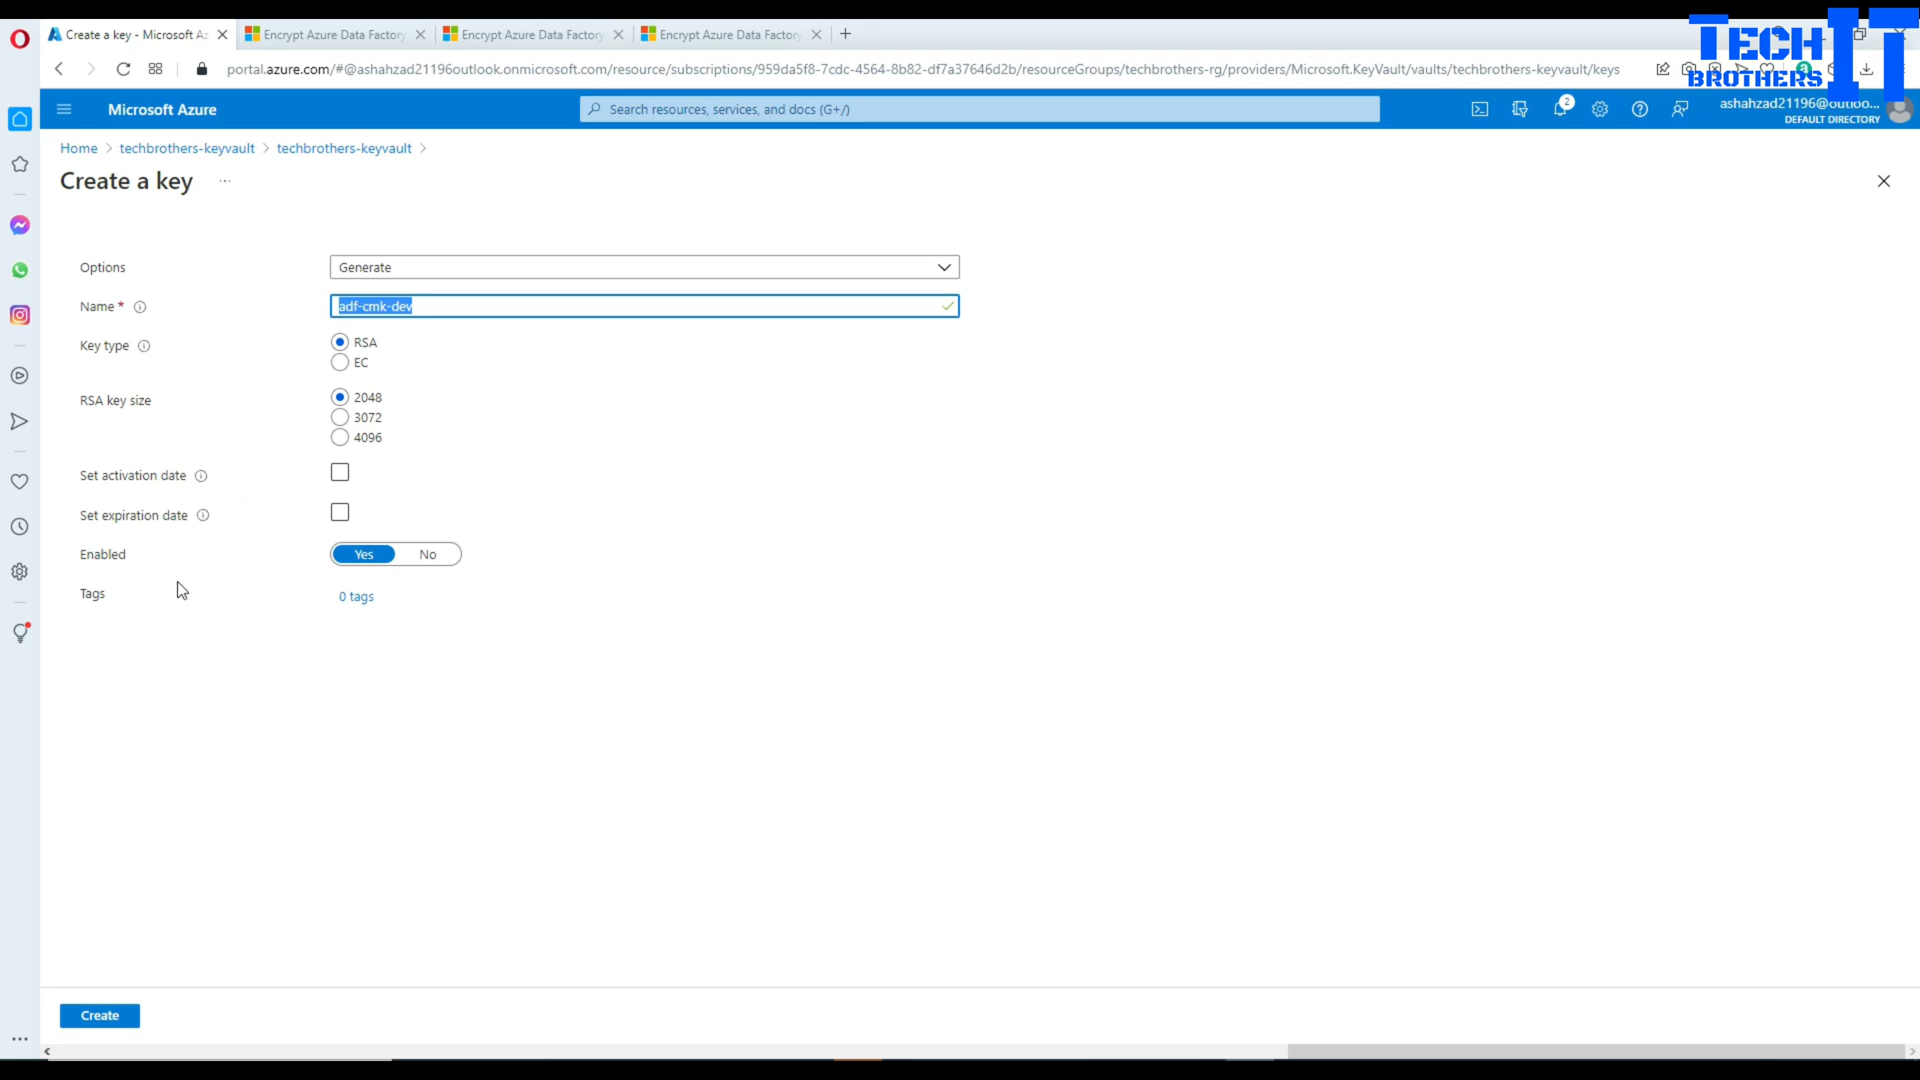 Create a key - Microsoft Az
Encrypt Azure Data Factory
Encrypt Azure Data Factory
Encrypt Azure Data Factory
portal.azure.com/#@ashahzad21196outlook.onmicrosoft.com/resource/subscriptions/959da5f8-7cdc-4564-8b82-df7a37646d2b/resourceGroups/techbrothers-rg/providers/Microsoft.KeyVault/vaults/techbrothers-keyvault/keys
TECH
BROTHERS
IT
Microsoft Azure
Search resources, services, and docs (G+/)
2
ashahzad21196@outloo...
DEFAULT DIRECTORY
Home > techbrothers-keyvault > techbrothers-keyvault >
Create a key ...
Options
Generate
Name *
adf-cmk-dev
Key type
RSA
EC
RSA key size
2048
3072
4096
Set activation date
Set expiration date
Enabled
Yes
No
Tags
0 tags
Create